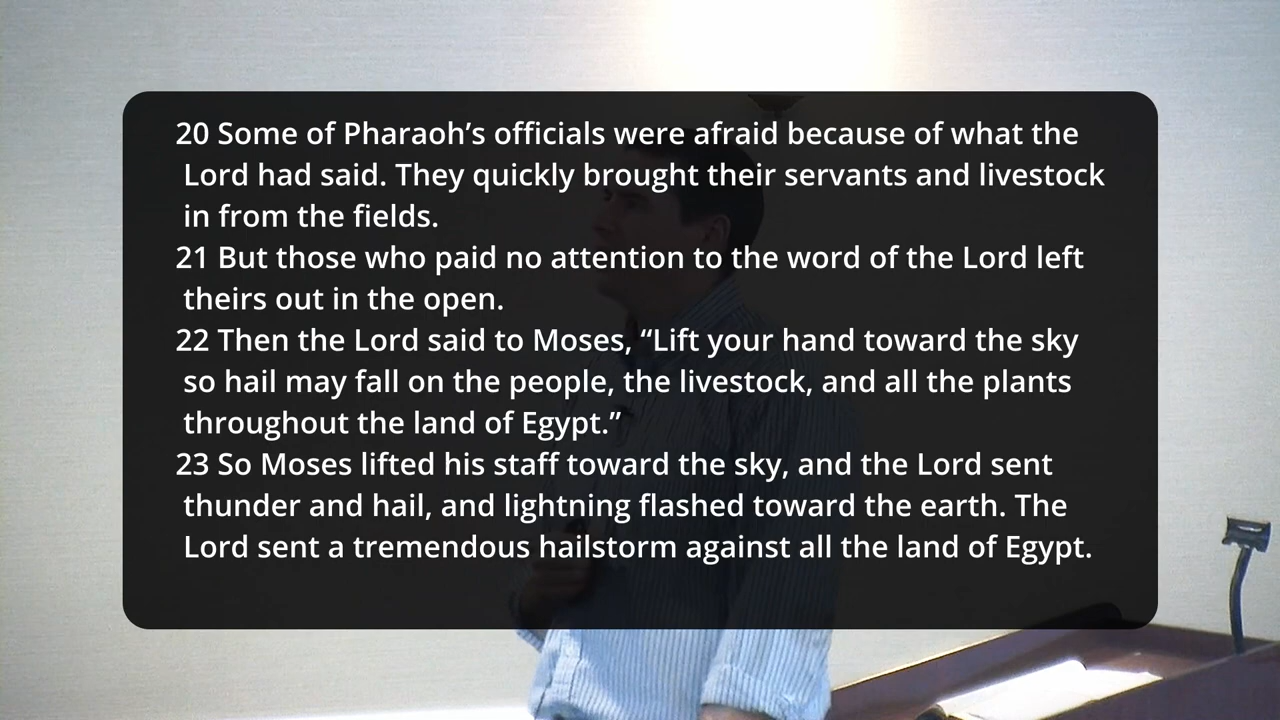 20 Some of Pharaoh’s officials were afraid because of what the
Lord had said. They quickly brought their servants and livestock
in from the fields.
21 But those who paid no attention to the word of the Lord left
theirs out in the open.
22 Then the Lord said to Moses, “Lift your hand toward the sky
so hail may fall on the people, the livestock, and all the plants
throughout the land of Egypt.”
23 So Moses lifted his staff toward the sky, and the Lord sent
thunder and hail, and lightning flashed toward the earth. The
Lord sent a tremendous hailstorm against all the land of Egypt.